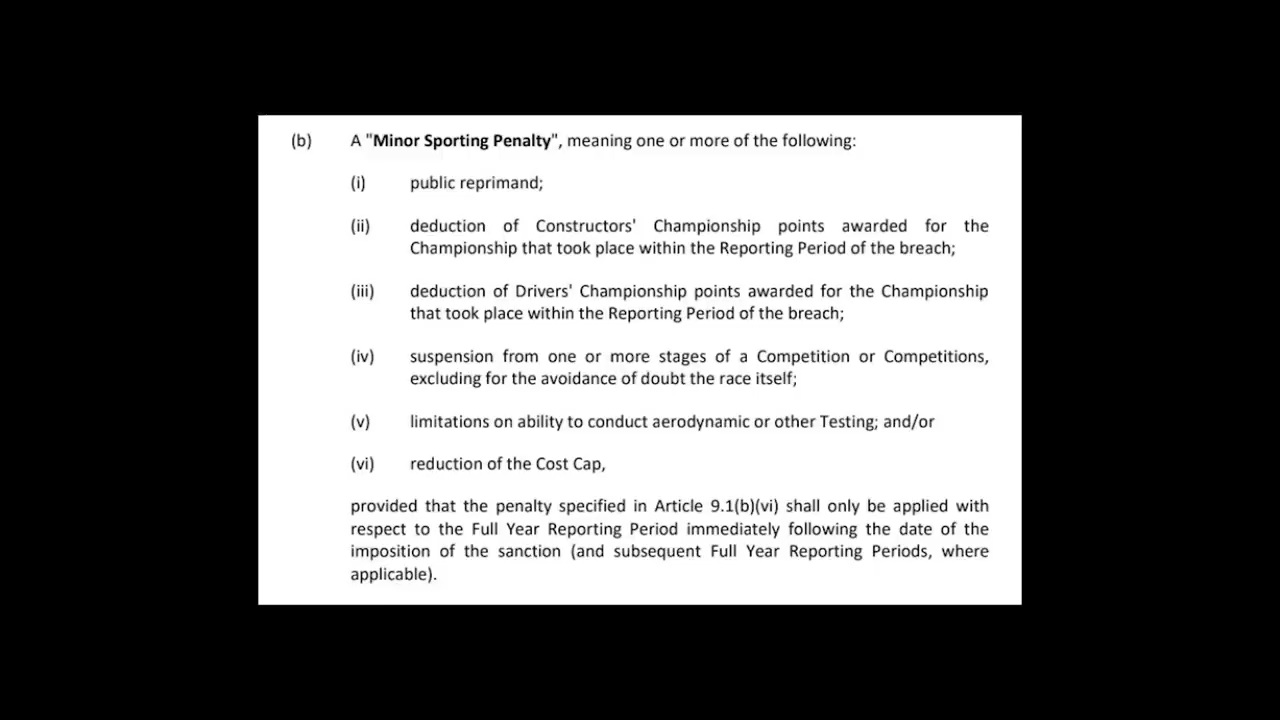 (b) A "Minor Sporting Penalty", meaning one or more of the following:
(i) public reprimand;
(ii) deduction of Constructors' Championship points awarded for the
Championship that took place within the Reporting Period of the breach;
(iii) deduction of Drivers' Championship points awarded for the Championship
that took place within the Reporting Period of the breach;
(iv) suspension from one or more stages of a Competition or Competitions,
excluding for the avoidance of doubt the race itself;
(v) limitations on ability to conduct aerodynamic or other Testing; and/or
(vi) reduction of the Cost Cap,
provided that the penalty specified in Article 9.1(b)(vi) shall only be applied with
respect to the Full Year Reporting Period immediately following the date of the
imposition of the sanction (and subsequent Full Year Reporting Periods, where
applicable).